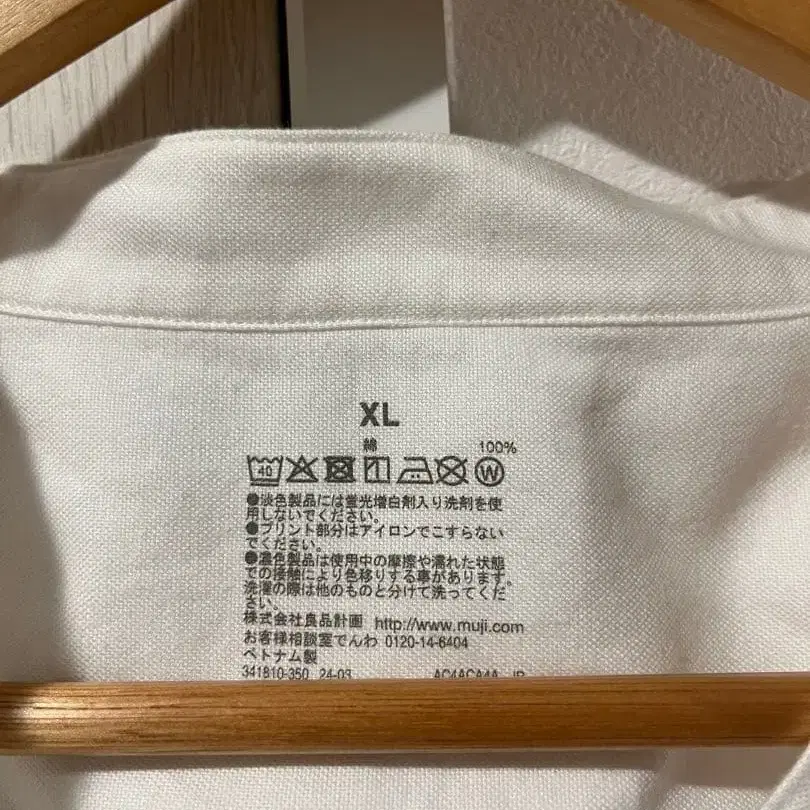 XL
綿 100%
40 W
●淡色製品には蛍光増白剤入り洗剤を使
用しないでください。
●プリント部分はアイロンでこすらない
でください。
●濃色製品は使用中の摩擦や濡れた状態
での接触により色移りする事があります。
洗濯の際は他のものと分けて洗ってくだ
さい。
株式会社良品計画 http://www.muji.com
お客様相談室でんわ 0120-14-6404
ベトナム製
341810-350 24-03 AC4ACA4A JP